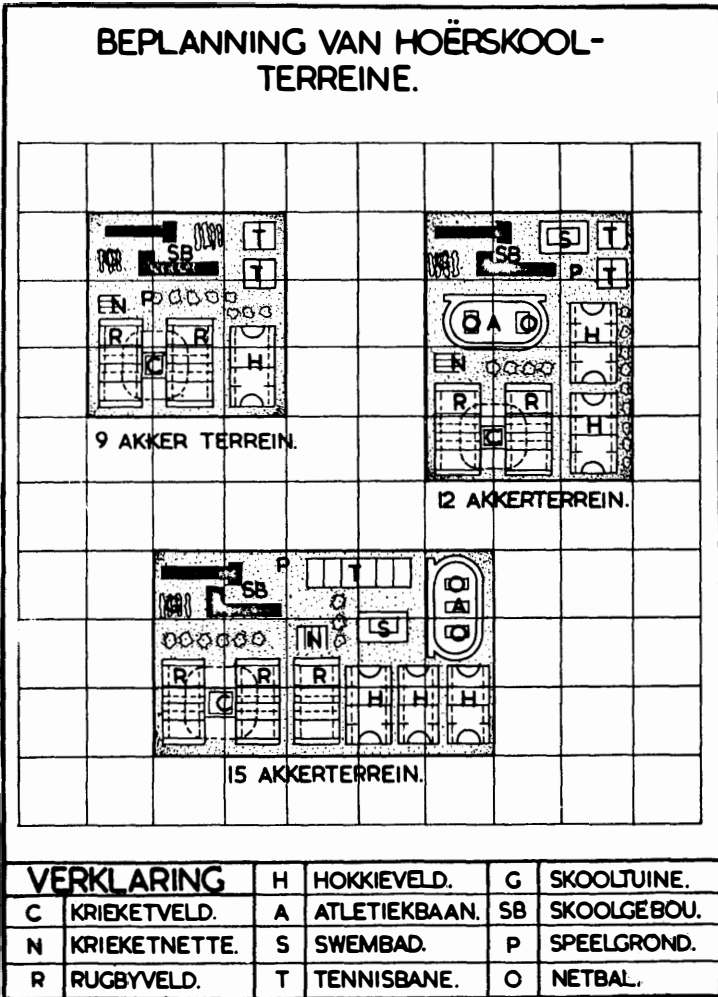 BEPLANNING VAN HOËRSKOOL-
TERREINE.
T
SB
T
N P
R R
C H
9 AKKER TERREIN.
S T
SB
P T
O A O
H
N
R R
H
C
12 AKKERTERREIN.
P T
SB
G
O
A
S
N O
R R R
C H H H
15 AKKERTERREIN.
VERKLARING H HOKKIEVELD. G SKOOLTUINE.
C KRIEKETVELD. A ATLETIEKBAAN. SB SKOOLGEBOU.
N KRIEKETNETTE. S SWEMBAD. P SPEELGROND.
R RUGBYVELD. T TENNISBANE. O NETBAL.